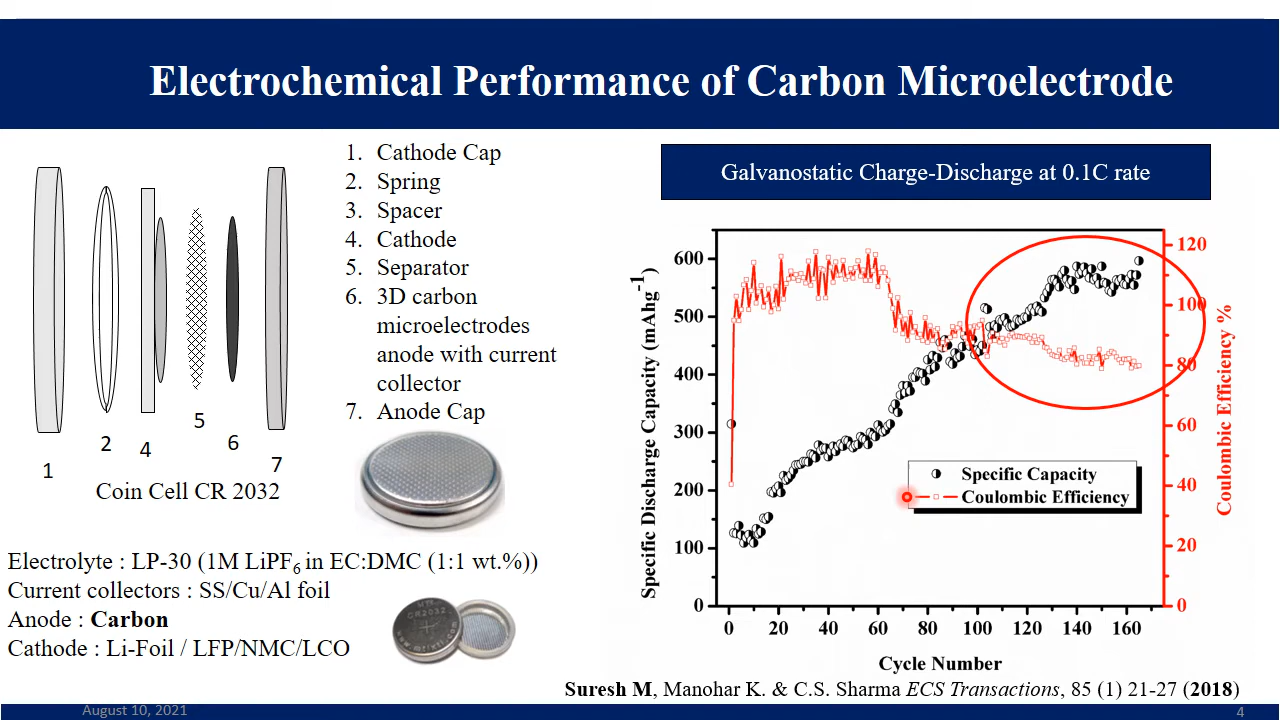 Electrochemical Performance of Carbon Microelectrode
1. Cathode Cap
2. Spring
3. Spacer
4. Cathode
5. Separator
6. 3D carbon
microelectrodes
anode with current
collector
7. Anode Cap
1
2
4
5
6
7
Coin Cell CR 2032
Electrolyte : LP-30 (1M LiPF6 in EC:DMC (1:1 wt.%))
Current collectors : SS/Cu/Al foil
Anode : Carbon
Cathode : Li-Foil / LFP/NMC/LCO
CR2032
Galvanostatic Charge-Discharge at 0.1C rate
Specific Discharge Capacity (mAhg-1)
600
500
400
300
200
100
0
0 20 40 60 80 100 120 140 160
Cycle Number
120
100
80
60
40
20
0
Coulombic Efficiency %
Specific Capacity
Coulombic Efficiency
Suresh M, Manohar K. & C.S. Sharma ECS Transactions, 85 (1) 21-27 (2018)
August 10, 2021
4